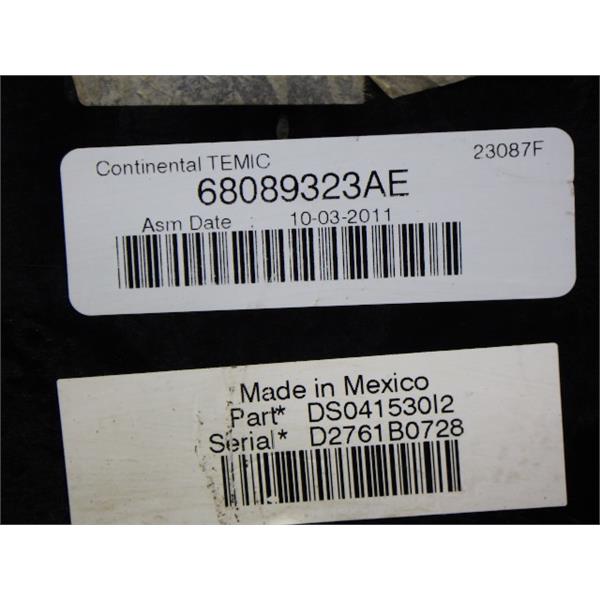 Continental TEMIC 23087F
68089323AE
Asm Date : 10-03-2011
Made in Mexico
Part* DS041530I2
Serial* D2761B0728